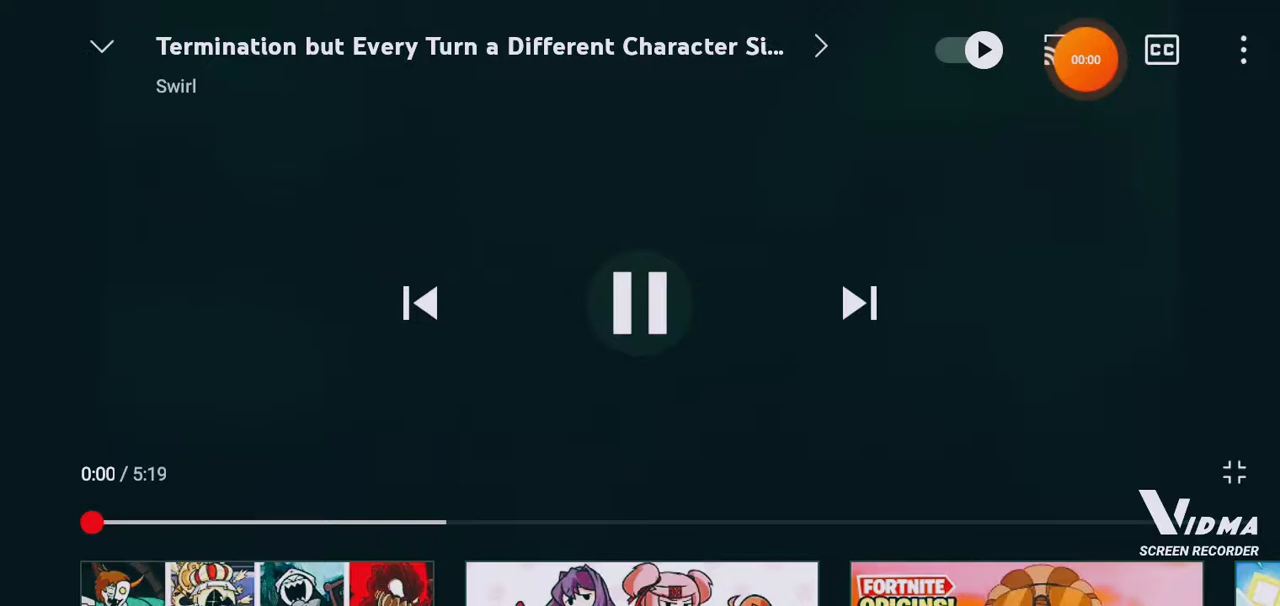 Termination but Every Turn a Different Character Si...
Swirl
00:00
CC
0:00 / 5:19
VIDMA
SCREEN RECORDER
FORTNITE
ORIGINS!